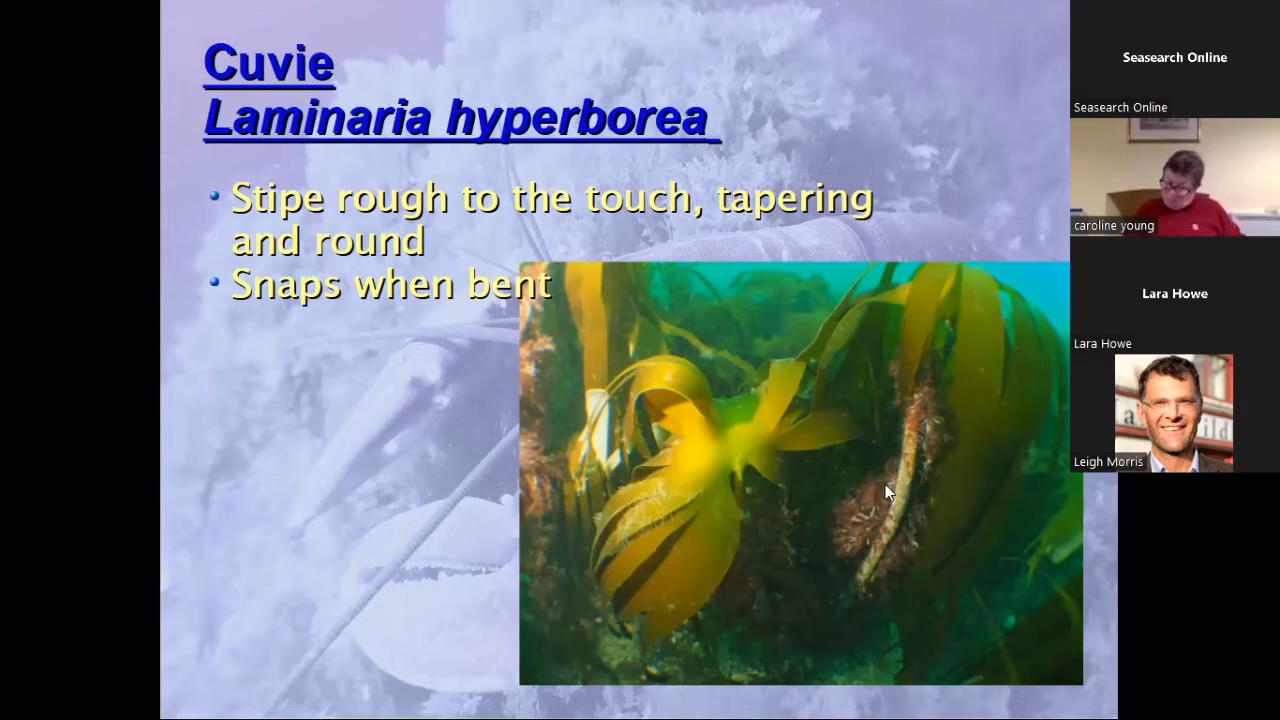 Cuvie
Laminaria hyperborea
• Stipe rough to the touch, tapering
and round
• Snaps when bent
Seasearch Online
Seasearch Online
caroline young
Lara Howe
Lara Howe
Leigh Morris